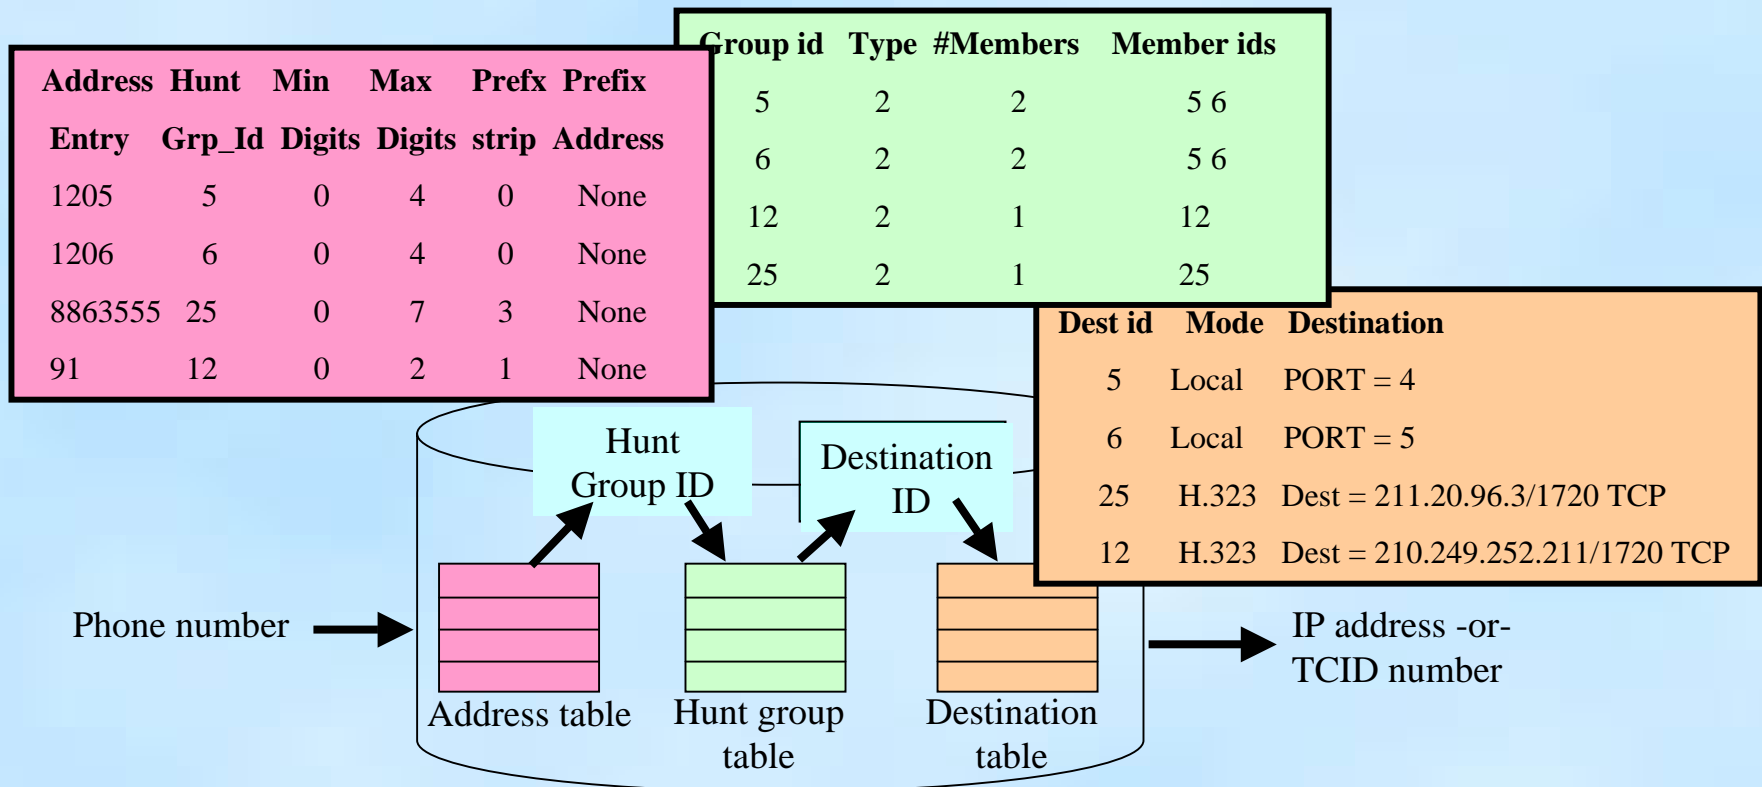 Address Hunt Min Max Prefx Prefix
Entry Grp_Id Digits Digits strip Address
1205 5 0 4 0 None
1206 6 0 4 0 None
8863555 25 0 7 3 None
91 12 0 2 1 None
Group id Type #Members Member ids
5 2 2 5 6
6 2 2 5 6
12 2 1 12
25 2 1 25
Dest id Mode Destination
5 Local PORT = 4
6 Local PORT = 5
25 H.323 Dest = 211.20.96.3/1720 TCP
12 H.323 Dest = 210.249.252.211/1720 TCP
Hunt
Group ID
Destination
ID
Phone number
IP address -or-
TCID number
Address table
Hunt group
table
Destination
table